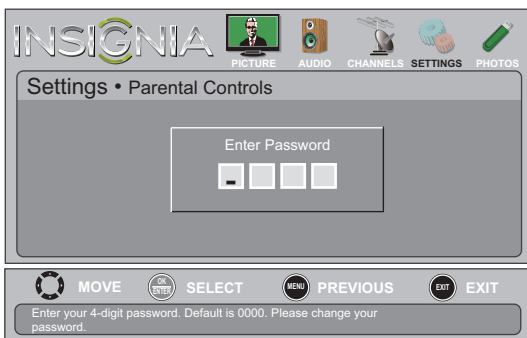 INSIGNIA
PICTURE AUDIO CHANNELS SETTINGS PHOTOS
Settings • Parental Controls
Enter Password
OK
ENTER
MOVE SELECT MENU PREVIOUS EXIT EXIT
Enter your 4-digit password. Default is 0000. Please change your
password.